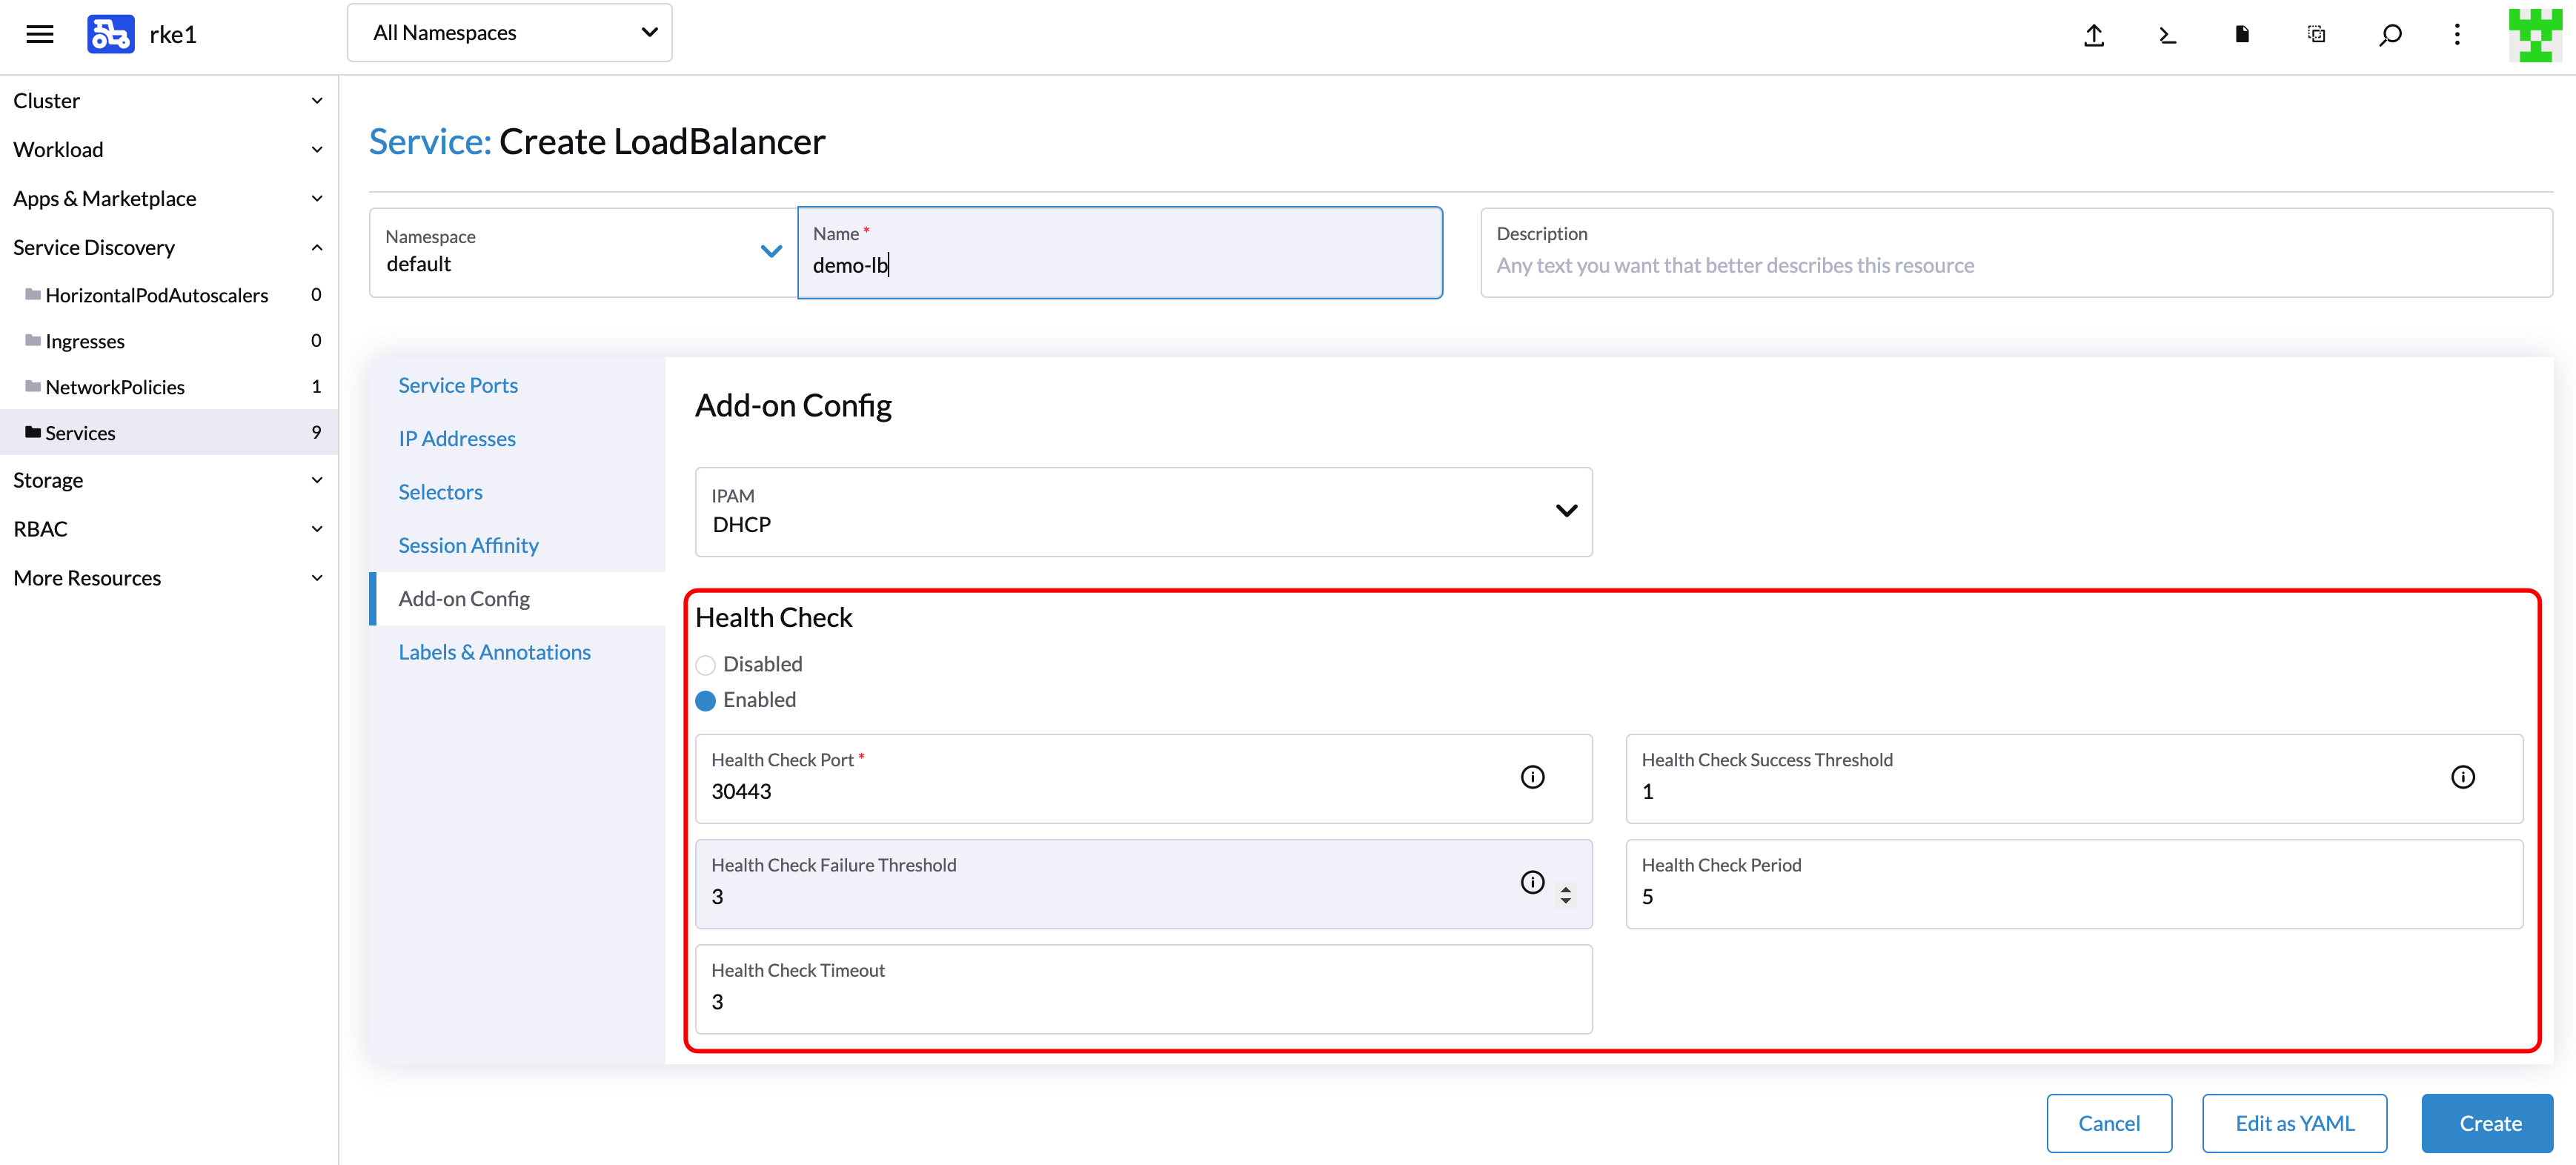 rke1
All Namespaces
Cluster
Workload
Apps & Marketplace
Service Discovery
HorizontalPodAutoscalers 0
Ingresses 0
NetworkPolicies 1
Services 9
Storage
RBAC
More Resources
Service: Create LoadBalancer
Namespace
default
Name *
demo-lb
Description
Any text you want that better describes this resource
Service Ports
IP Addresses
Selectors
Session Affinity
Add-on Config
Labels & Annotations
Add-on Config
IPAM
DHCP
Health Check
Disabled
Enabled
Health Check Port *
30443
Health Check Success Threshold
1
Health Check Failure Threshold
3
Health Check Period
5
Health Check Timeout
3
Cancel
Edit as YAML
Create